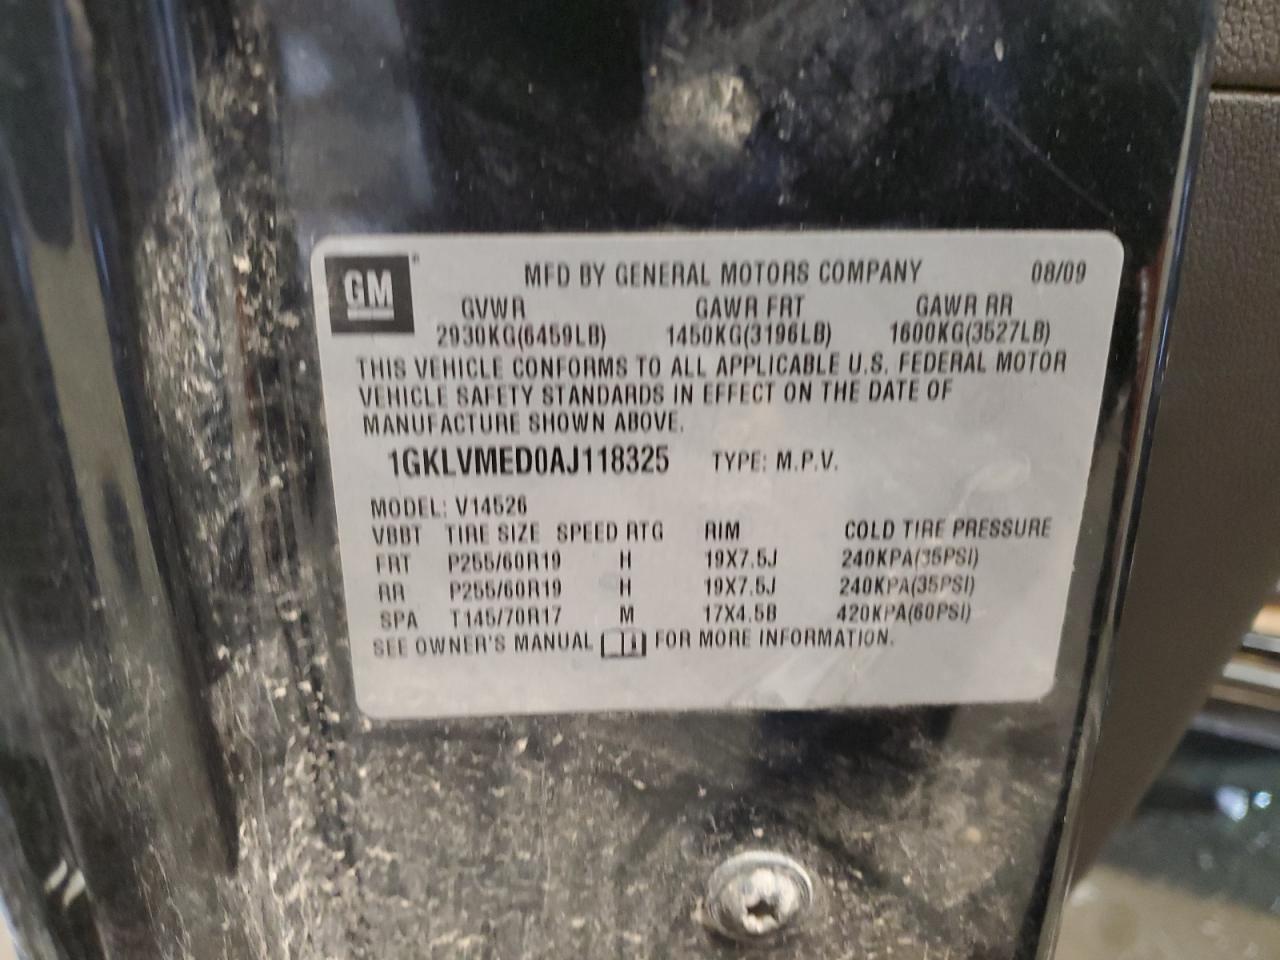 GM
MFD BY GENERAL MOTORS COMPANY 08/09
GVWR GAWR FRT GAWR RR
2930KG(6459LB) 1450KG(3196LB) 1600KG(3527LB)
THIS VEHICLE CONFORMS TO ALL APPLICABLE U.S. FEDERAL MOTOR
VEHICLE SAFETY STANDARDS IN EFFECT ON THE DATE OF
MANUFACTURE SHOWN ABOVE.
1GKLVMED0AJ118325 TYPE: M.P.V.
MODEL: V14526
VBBT TIRE SIZE SPEED RTG RIM COLD TIRE PRESSURE
FRT P255/60R19 H 19X7.5J 240KPA(35PSI)
RR P255/60R19 H 19X7.5J 240KPA(35PSI)
SPA T145/70R17 M 17X4.5B 420KPA(60PSI)
SEE OWNER'S MANUAL FOR MORE INFORMATION.